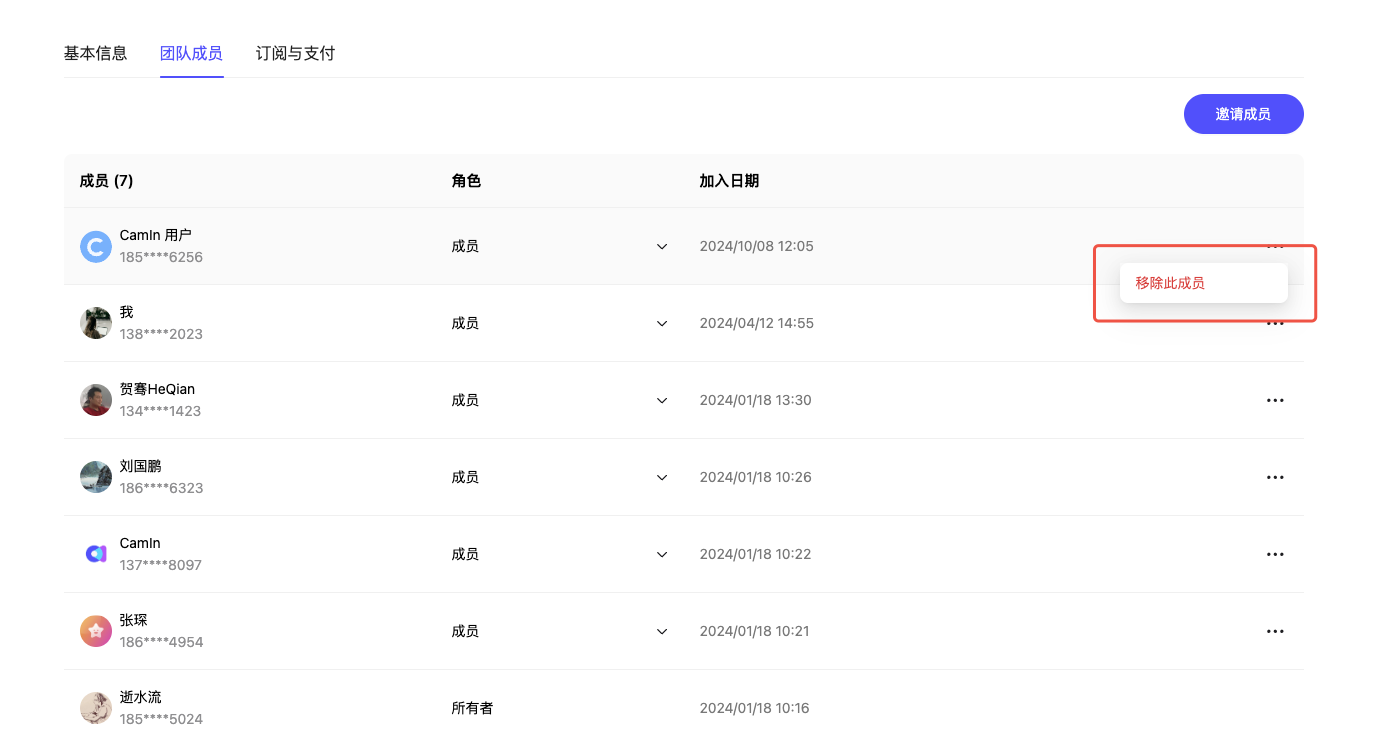 基本信息 团队成员 订阅与支付
邀请成员
成员 (7) 角色 加入日期
CamIn 用户
185****6256
成员 2024/10/08 12:05
移除此成员
我
138****2023
成员 2024/04/12 14:55
贺骞HeQian
134****1423
成员 2024/01/18 13:30
刘国鹏
186****6323
成员 2024/01/18 10:26
CamIn
137****8097
成员 2024/01/18 10:22
张琛
186****4954
成员 2024/01/18 10:21
逝水流
185****5024
所有者 2024/01/18 10:16